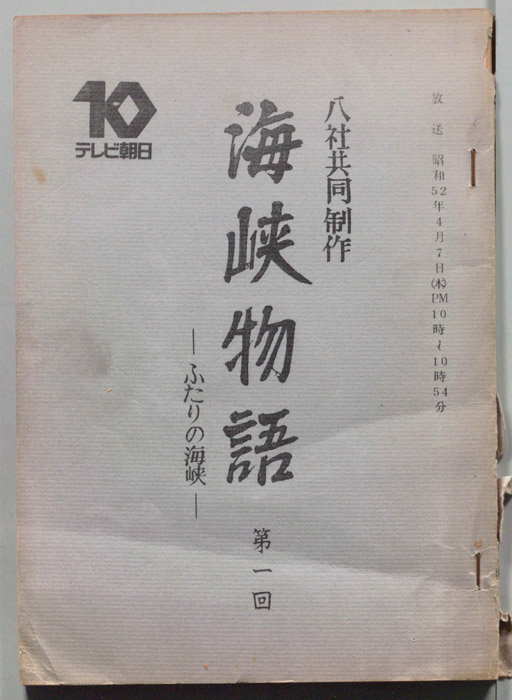 放送 昭和52年4月7日(木)PM10時~10時54分
八社共同制作
海峡物語
第一回
―ふたりの海峡―
10
テレビ朝日